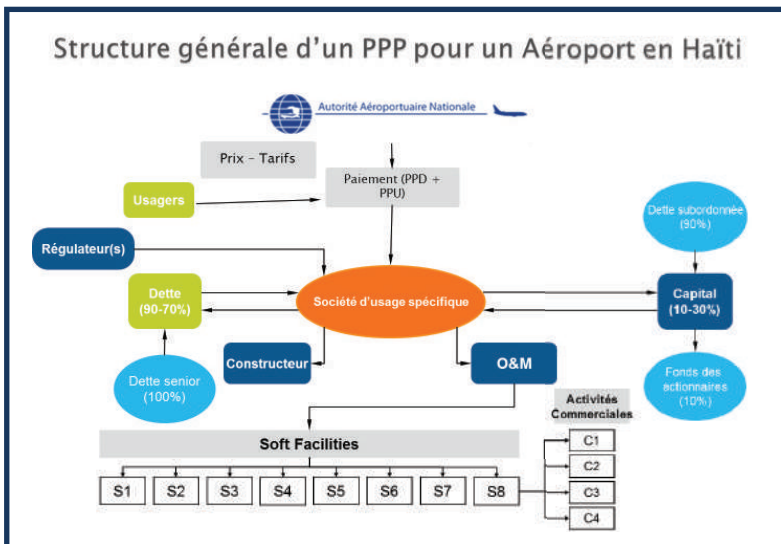 Structure générale d'un PPP pour un Aéroport en Haïti
Autorité Aéroportuaire Nationale
Prix – Tarifs
Paiement (PPD +
PPU)
Usagers
Dette subordonnée
(90%)
Régulateur(s)
Dette
(90-70%)
Société d'usage spécifique
Capital
(10-30%)
Constructeur
O&M
Dette senior
(100%)
Fonds des
actionnaires
(10%)
Activités
Commerciales
Soft Facilities
C1
C2
S1
S2
S3
S4
S5
S6
S7
S8
C3
C4